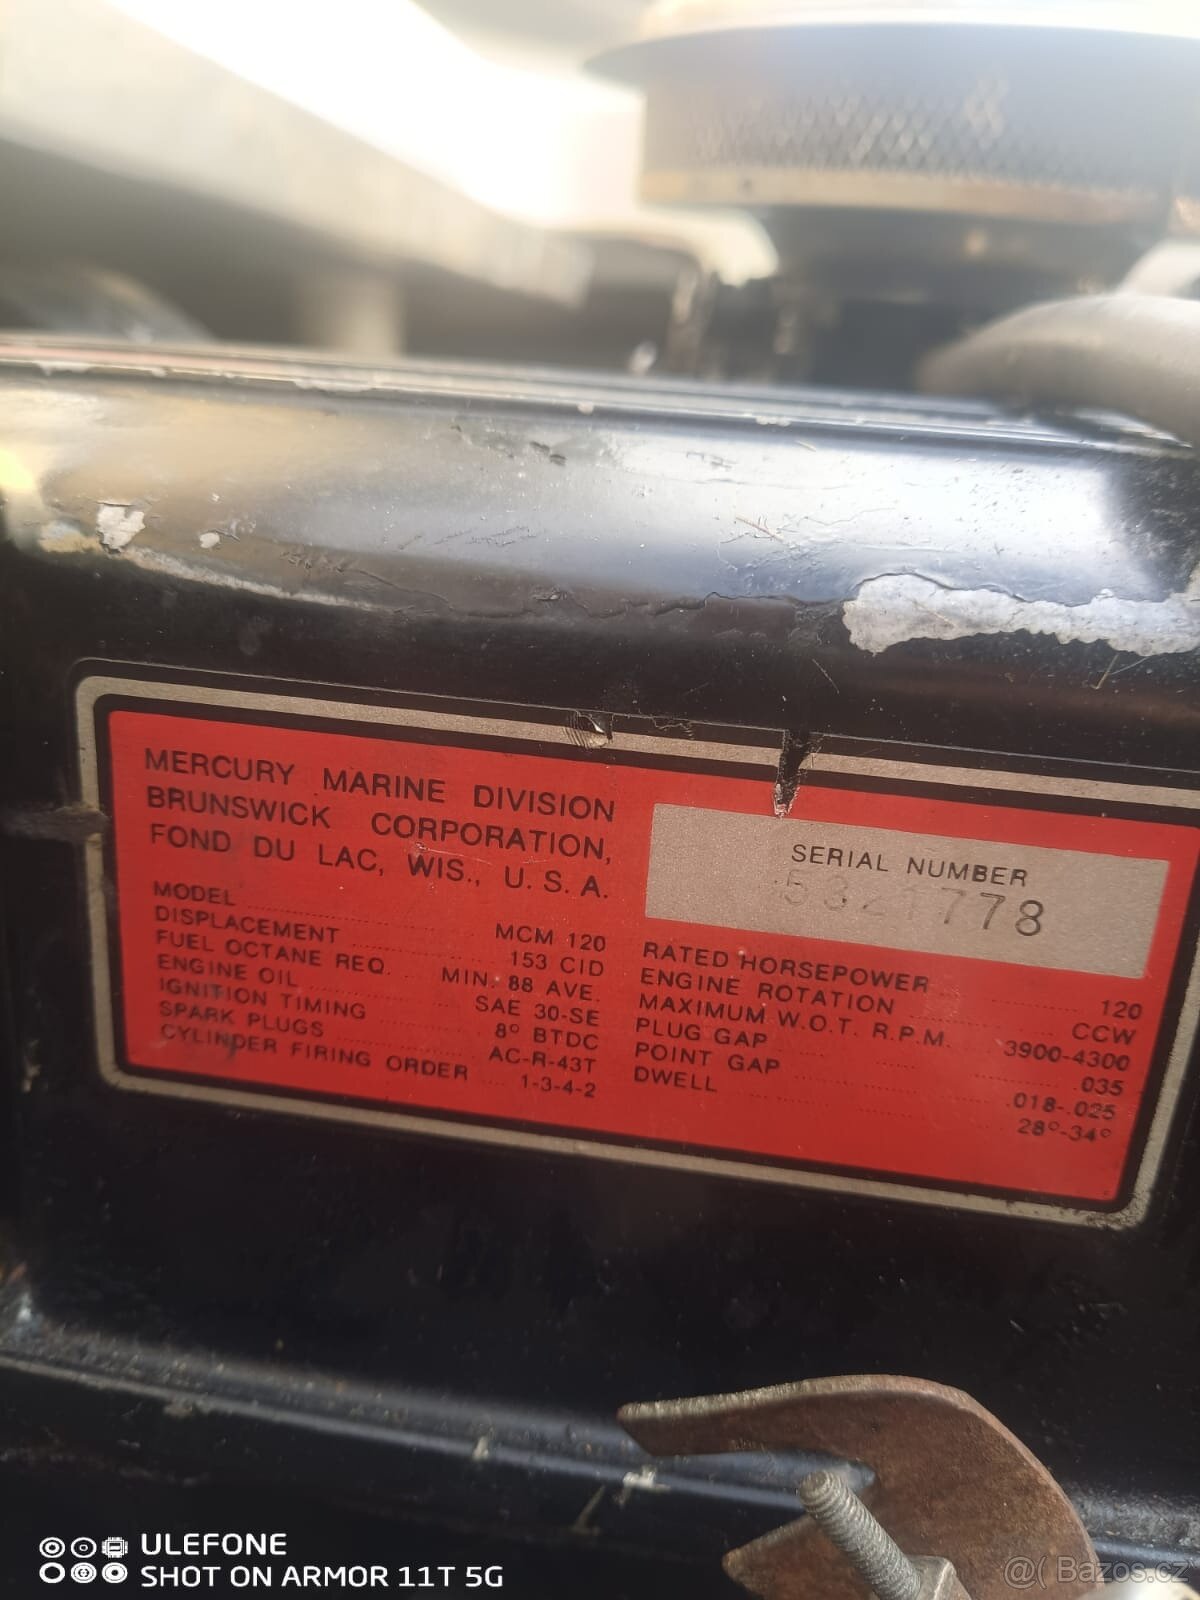 MERCURY MARINE DIVISION
BRUNSWICK CORPORATION,
FOND DU LAC, WIS., U.S.A.
SERIAL NUMBER
MODEL MCM 120
DISPLACEMENT 153 CID
FUEL OCTANE REQ. MIN. 88 AVE.
ENGINE OIL SAE 30-SE
IGNITION TIMING 8° BTDC
SPARK PLUGS AC-R-43T
CYLINDER FIRING ORDER 1-3-4-2
RATED HORSEPOWER 120
ENGINE ROTATION CCW
MAXIMUM W.O.T. R.P.M. 3900-4300
PLUG GAP .035
POINT GAP .018-.025
DWELL 28°-34°
ULEFONE
SHOT ON ARMOR 11T 5G
@( Bazos.cz